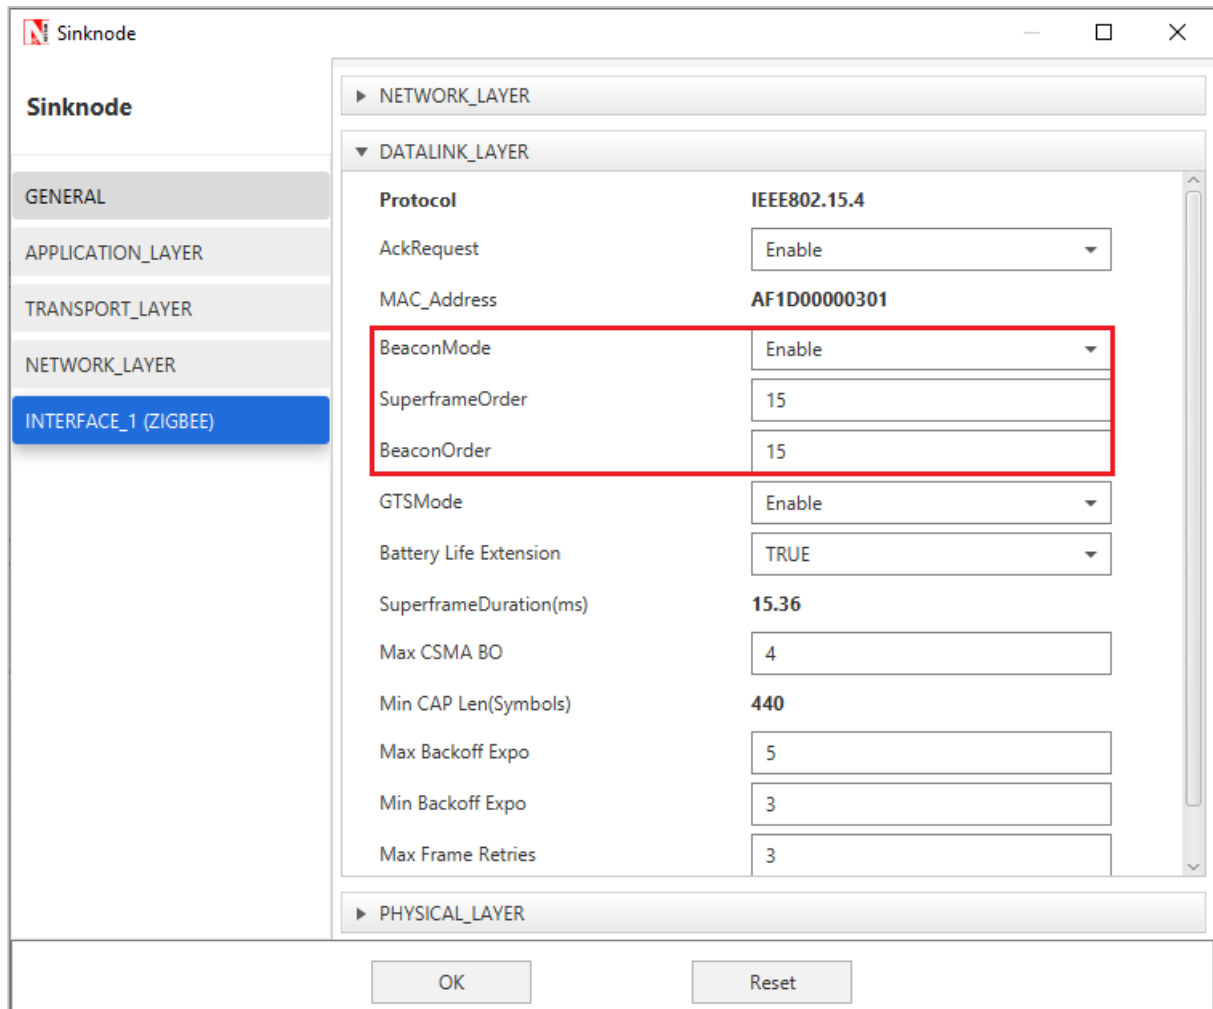 Sinknode
Sinknode
GENERAL
APPLICATION_LAYER
TRANSPORT_LAYER
NETWORK_LAYER
INTERFACE_1 (ZIGBEE)
NETWORK_LAYER
DATALINK_LAYER
Protocol IEEE802.15.4
AckRequest Enable
MAC_Address AF1D00000301
BeaconMode Enable
SuperframeOrder 15
BeaconOrder 15
GTSMode Enable
Battery Life Extension TRUE
SuperframeDuration(ms) 15.36
Max CSMA BO 4
Min CAP Len(Symbols) 440
Max Backoff Expo 5
Min Backoff Expo 3
Max Frame Retries 3
PHYSICAL_LAYER
OK Reset